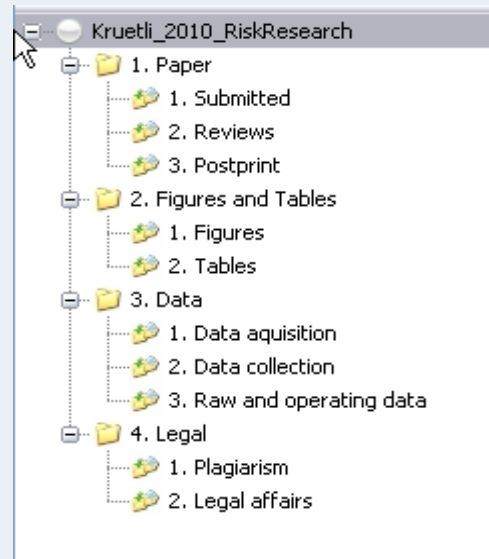 Kruetli_2010_RiskResearch
1. Paper
1. Submitted
2. Reviews
3. Postprint
2. Figures and Tables
1. Figures
2. Tables
3. Data
1. Data aquisition
2. Data collection
3. Raw and operating data
4. Legal
1. Plagiarism
2. Legal affairs